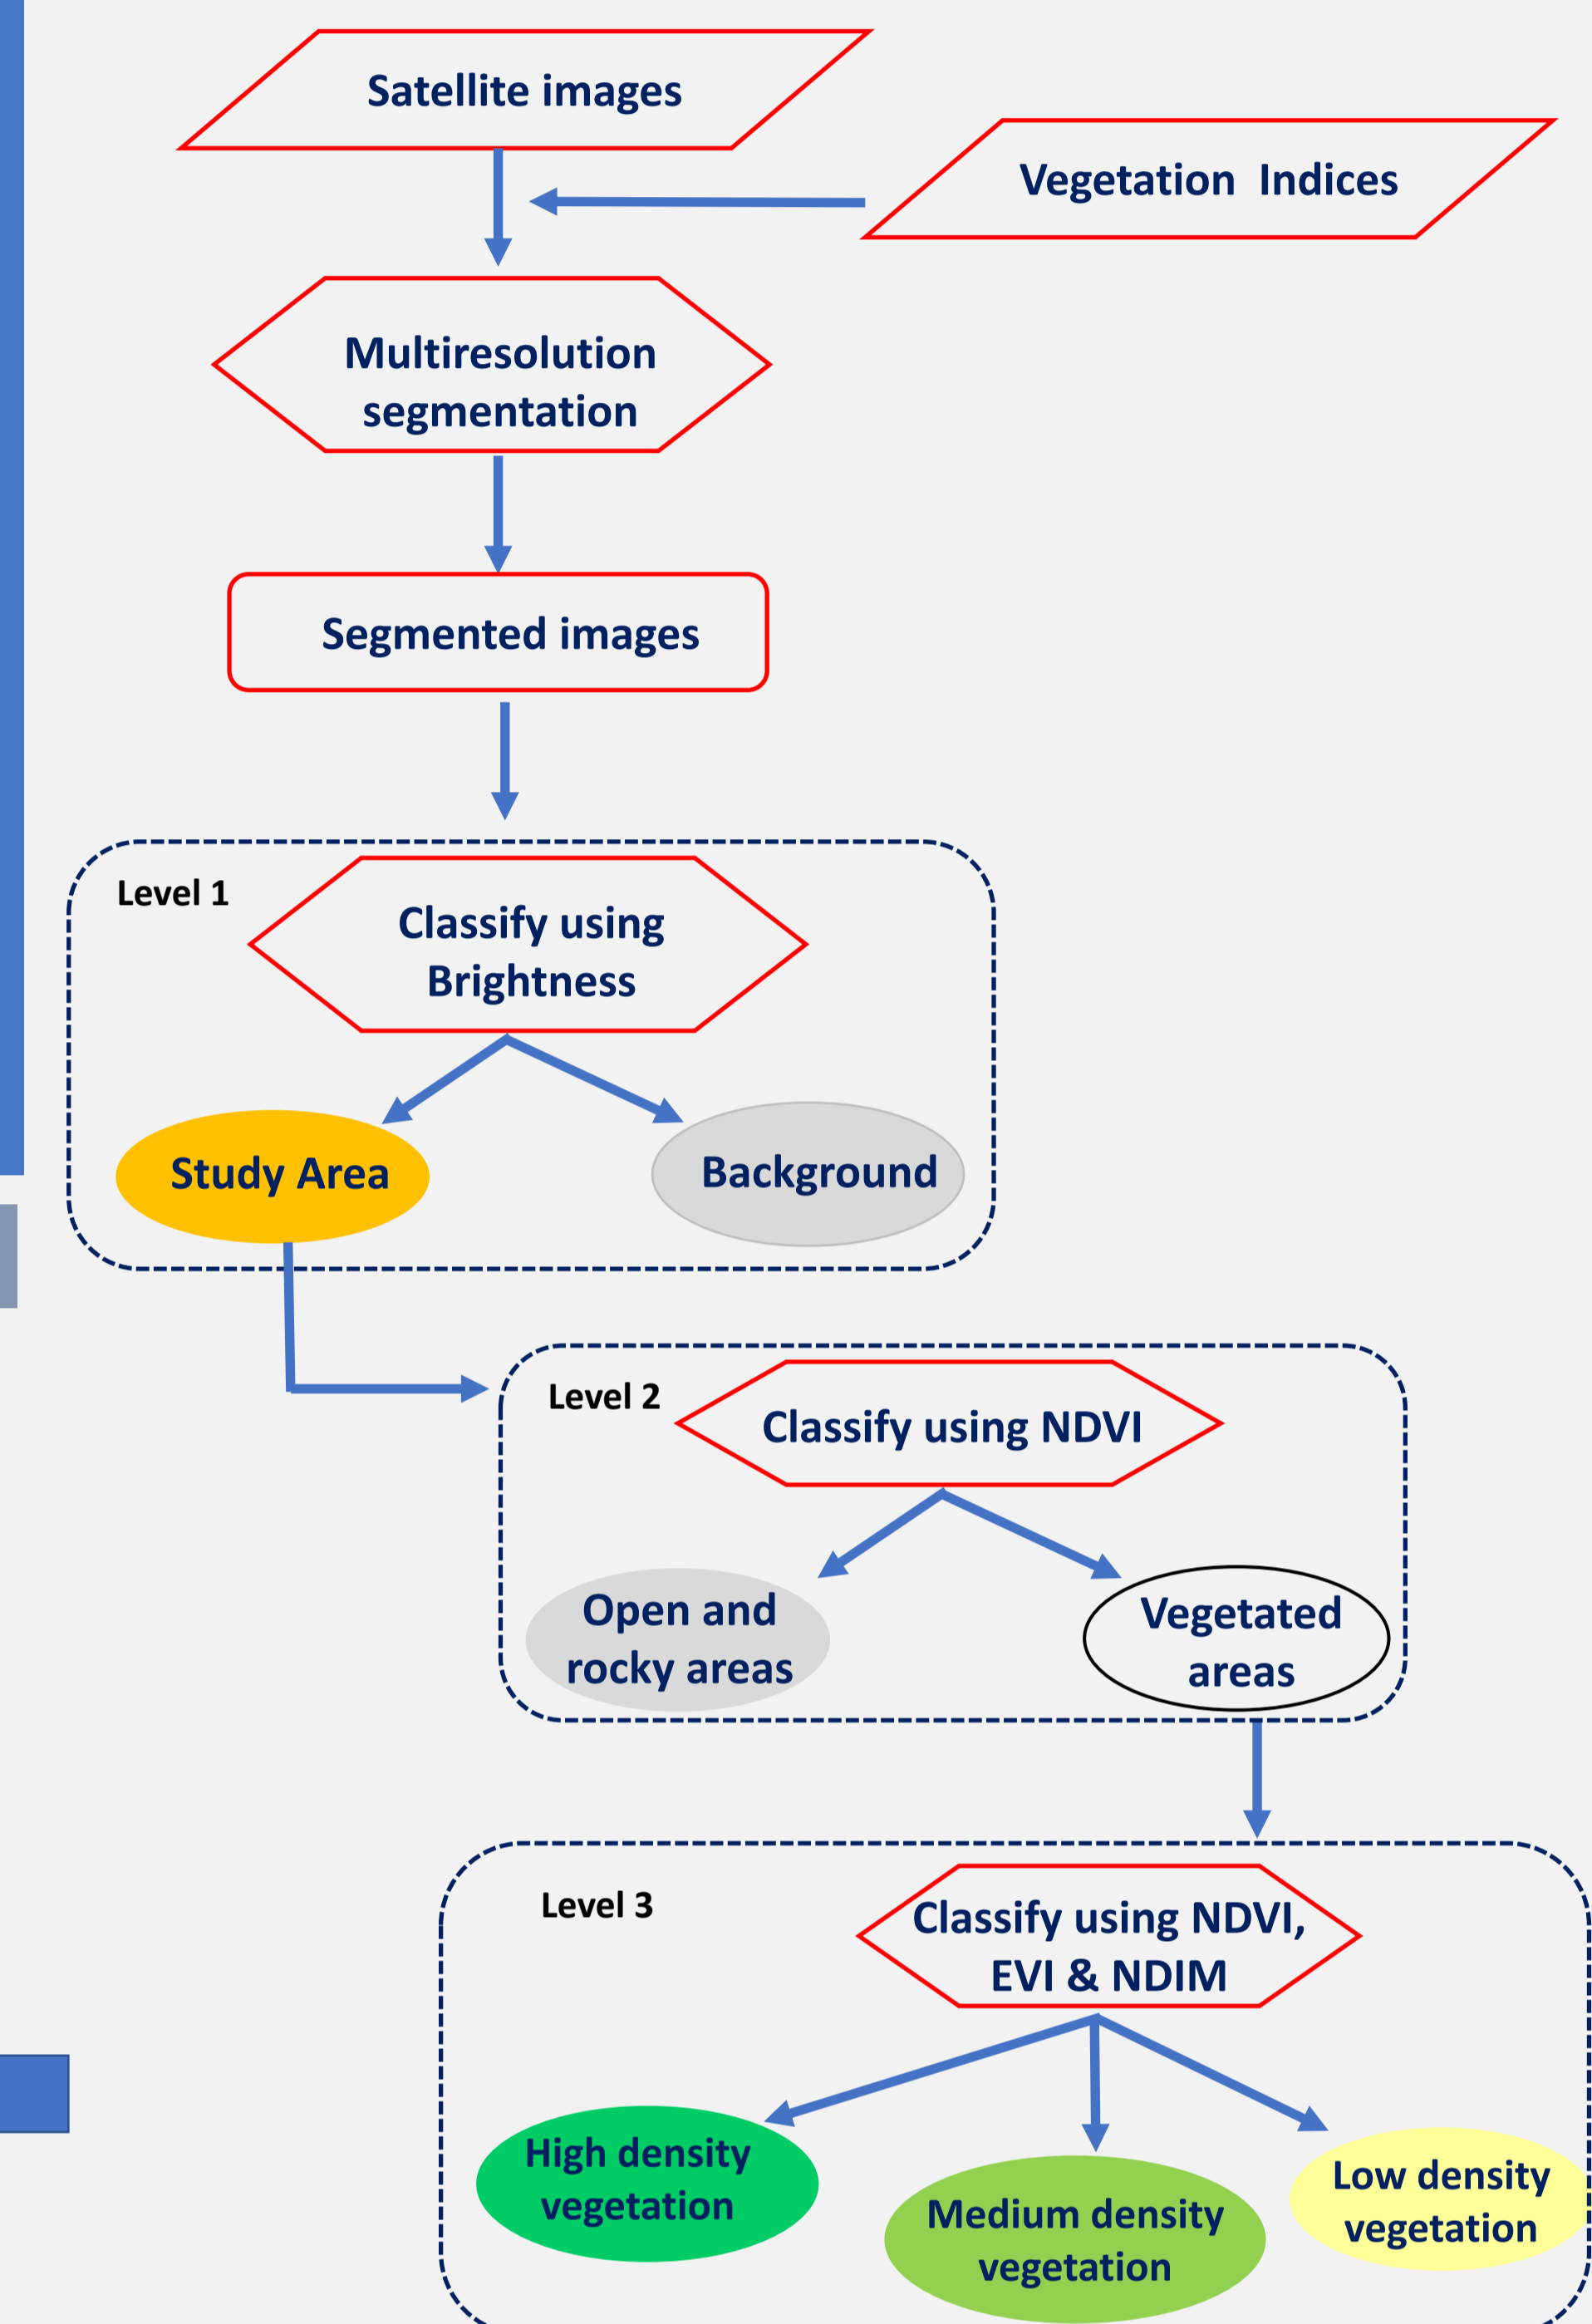 Satellite images
Vegetation Indices
Multiresolution
segmentation
Segmented images
Level 1
Classify using
Brightness
Study Area
Background
Level 2
Classify using NDVI
Open and
rocky areas
Vegetated
areas
Level 3
Classify using NDVI,
EVI & NDIM
High density
vegetation
Medium density
vegetation
Low density
vegetation